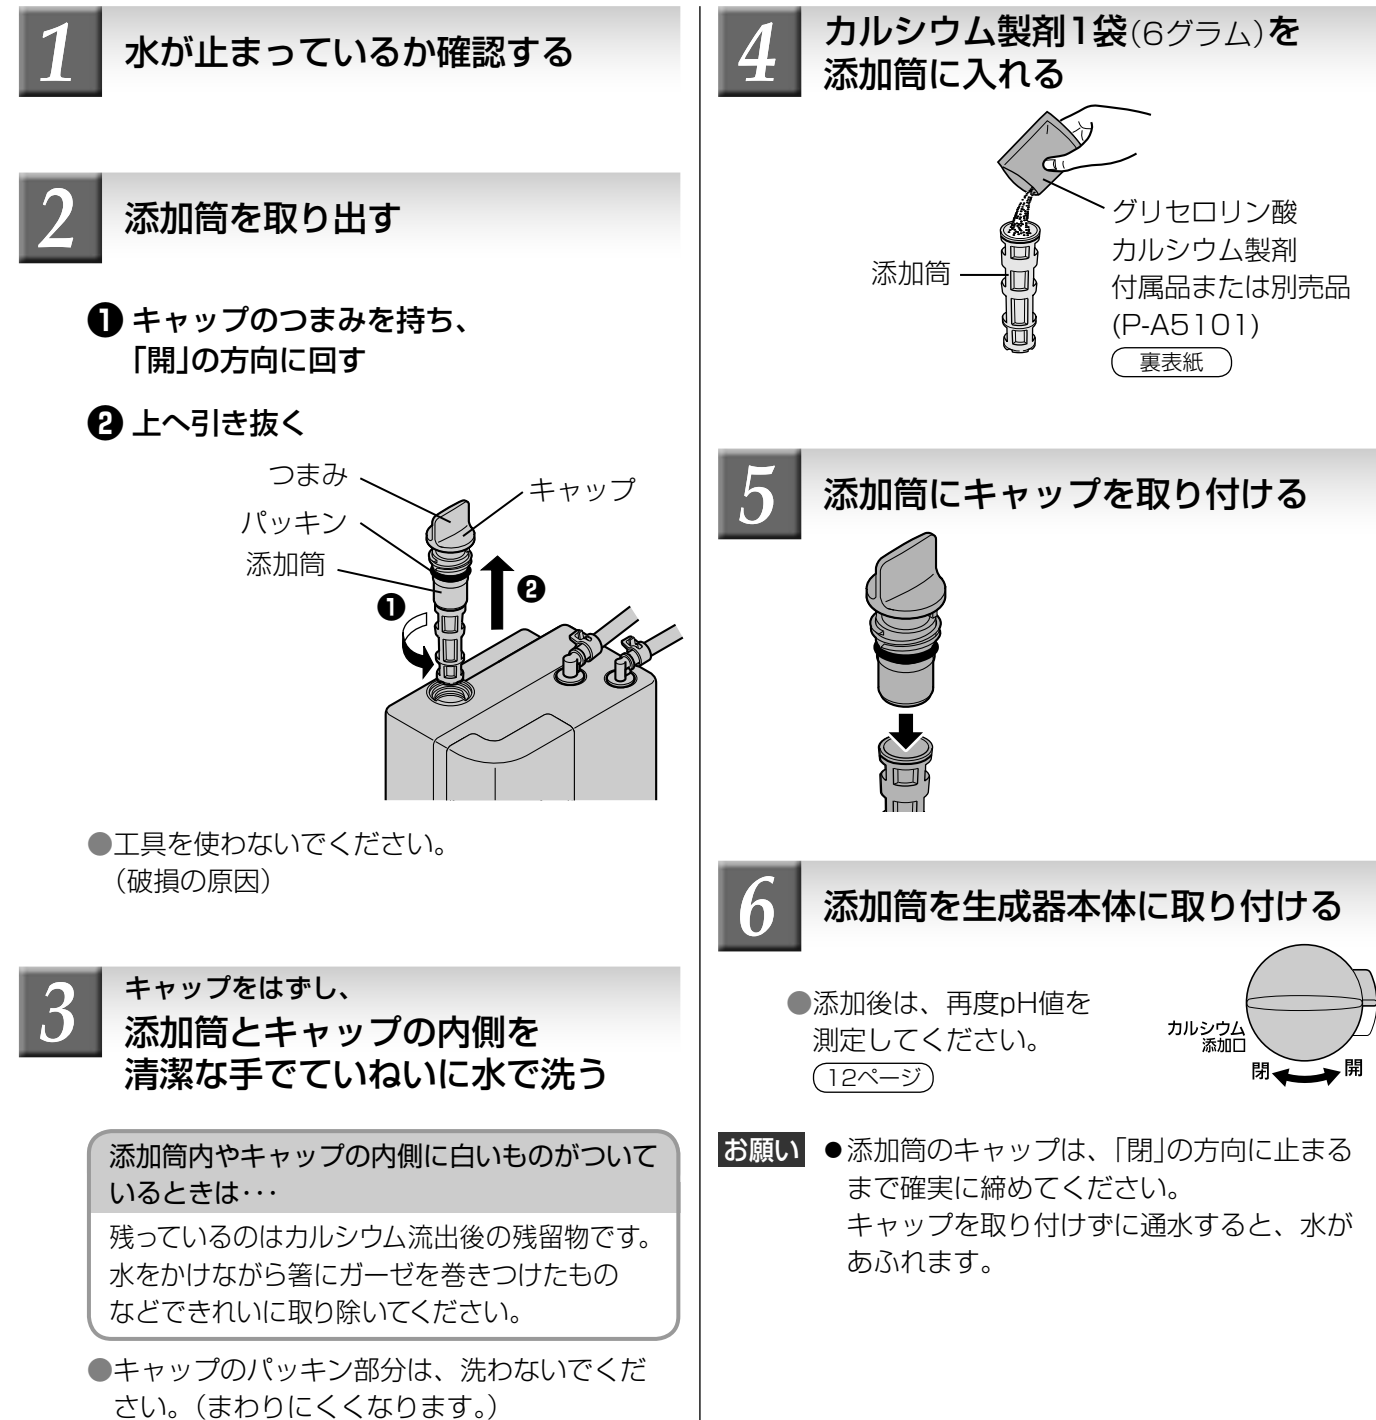 1 水が止まっているか確認する
2 添加筒を取り出す
❶ キャップのつまみを持ち、
「開」の方向に回す
❷ 上へ引き抜く
つまみ
キャップ
パッキン
添加筒
❶
❷
●工具を使わないでください。
（破損の原因）
3 キャップをはずし、
添加筒とキャップの内側を
清潔な手でていねいに水で洗う
添加筒内やキャップの内側に白いものがついて
いるときは･･･
残っているのはカルシウム流出後の残留物です。
水をかけながら箸にガーゼを巻きつけたもの
などできれいに取り除いてください。
●キャップのパッキン部分は、洗わないでくだ
さい。（まわりにくくなります。）
4 カルシウム製剤1袋（6グラム）を
添加筒に入れる
添加筒
グリセロリン酸
カルシウム製剤
付属品または別売品
(P-A5101)
裏表紙
5 添加筒にキャップを取り付ける
6 添加筒を生成器本体に取り付ける
●添加後は、再度pH値を
測定してください。
12ページ
カルシウム
添加口
閉 開
お願い ●添加筒のキャップは、「閉」の方向に止まる
まで確実に締めてください。
キャップを取り付けずに通水すると、水が
あふれます。